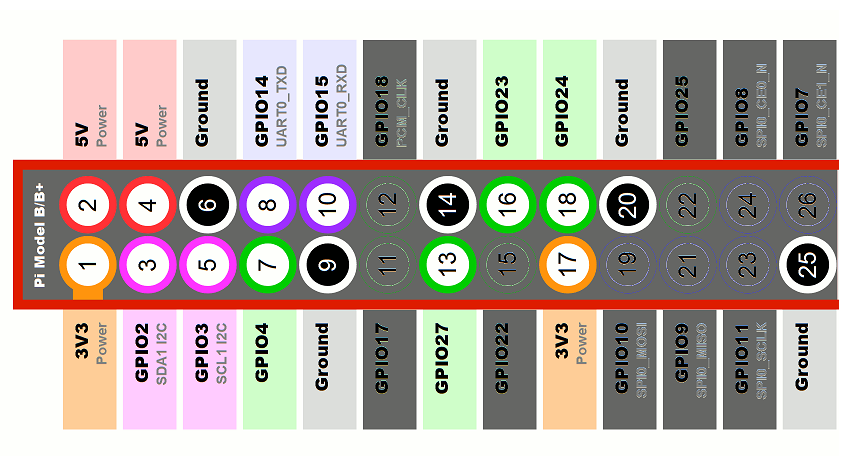 5V
Power
5V
Power
Ground
GPIO14
UART0_TXD
GPIO15
UART0_RXD
GPIO18
PCM_CLK
Ground
GPIO23
GPIO24
Ground
GPIO25
GPIO8
SPI0_CE0_N
GPIO7
SPI0_CE1_N
Pi Model B/B+
2
4
6
8
10
12
14
16
18
20
22
24
26
1
3
5
7
9
11
13
15
17
19
21
23
25
3V3
Power
GPIO2
SDA1 I2C
GPIO3
SCL1 I2C
GPIO4
Ground
GPIO17
GPIO27
GPIO22
3V3
Power
GPIO10
SPI0_MOSI
GPIO9
SPI0_MISO
GPIO11
SPI0_SCLK
Ground